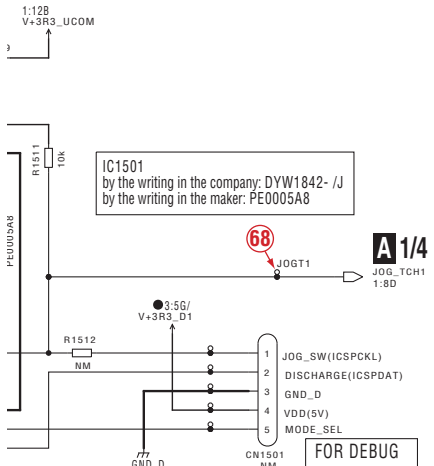 1:12B
V+3R3_UCOM
9
R1511
10k
IC1501
by the writing in the company: DYW1842- /J
by the writing in the maker: PE0005A8
PE0005A8
68
JOGT1
A 1/4
JOG_TCH1
1:8D
3:5G/
V+3R3_D1
R1512
NM
1 JOG_SW(ICSPCKL)
2 DISCHARGE(ICSPDAT)
3 GND_D
4 VDD(5V)
5 MODE_SEL
CN1501
NM
GND_D
FOR DEBUG